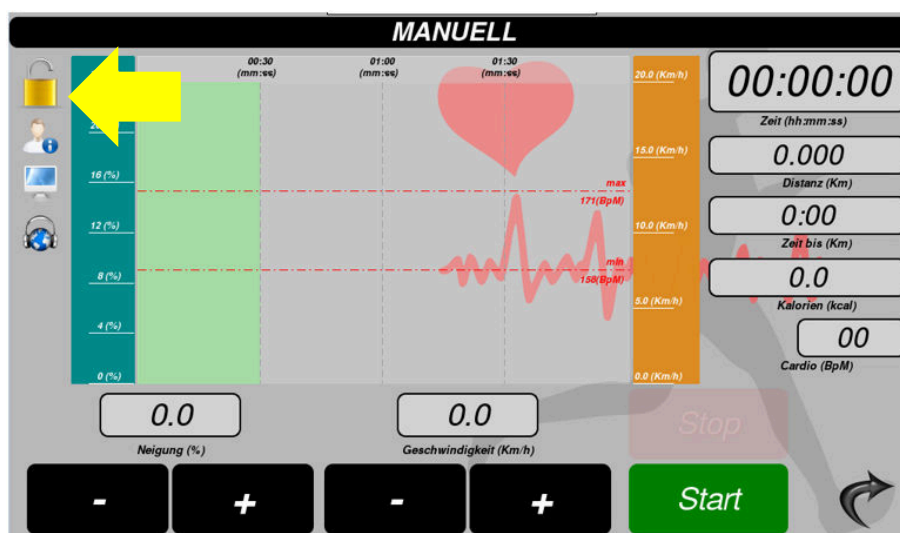 MANUELL
00:30
(mm:ss)
01:00
(mm:ss)
01:30
(mm:ss)
16 (%)
12 (%)
8 (%)
4 (%)
0 (%)
max
171(BpM)
min
158(BpM)
20.0 (Km/h)
15.0 (Km/h)
10.0 (Km/h)
5.0 (Km/h)
0.0 (Km/h)
00:00:00
Zeit (hh:mm:ss)
0.000
Distanz (Km)
0:00
Zeit bis (Km)
0.0
Kalorien (kcal)
00
Cardio (BpM)
0.0
Neigung (%)
0.0
Geschwindigkeit (Km/h)
Stop
- + - +
Start